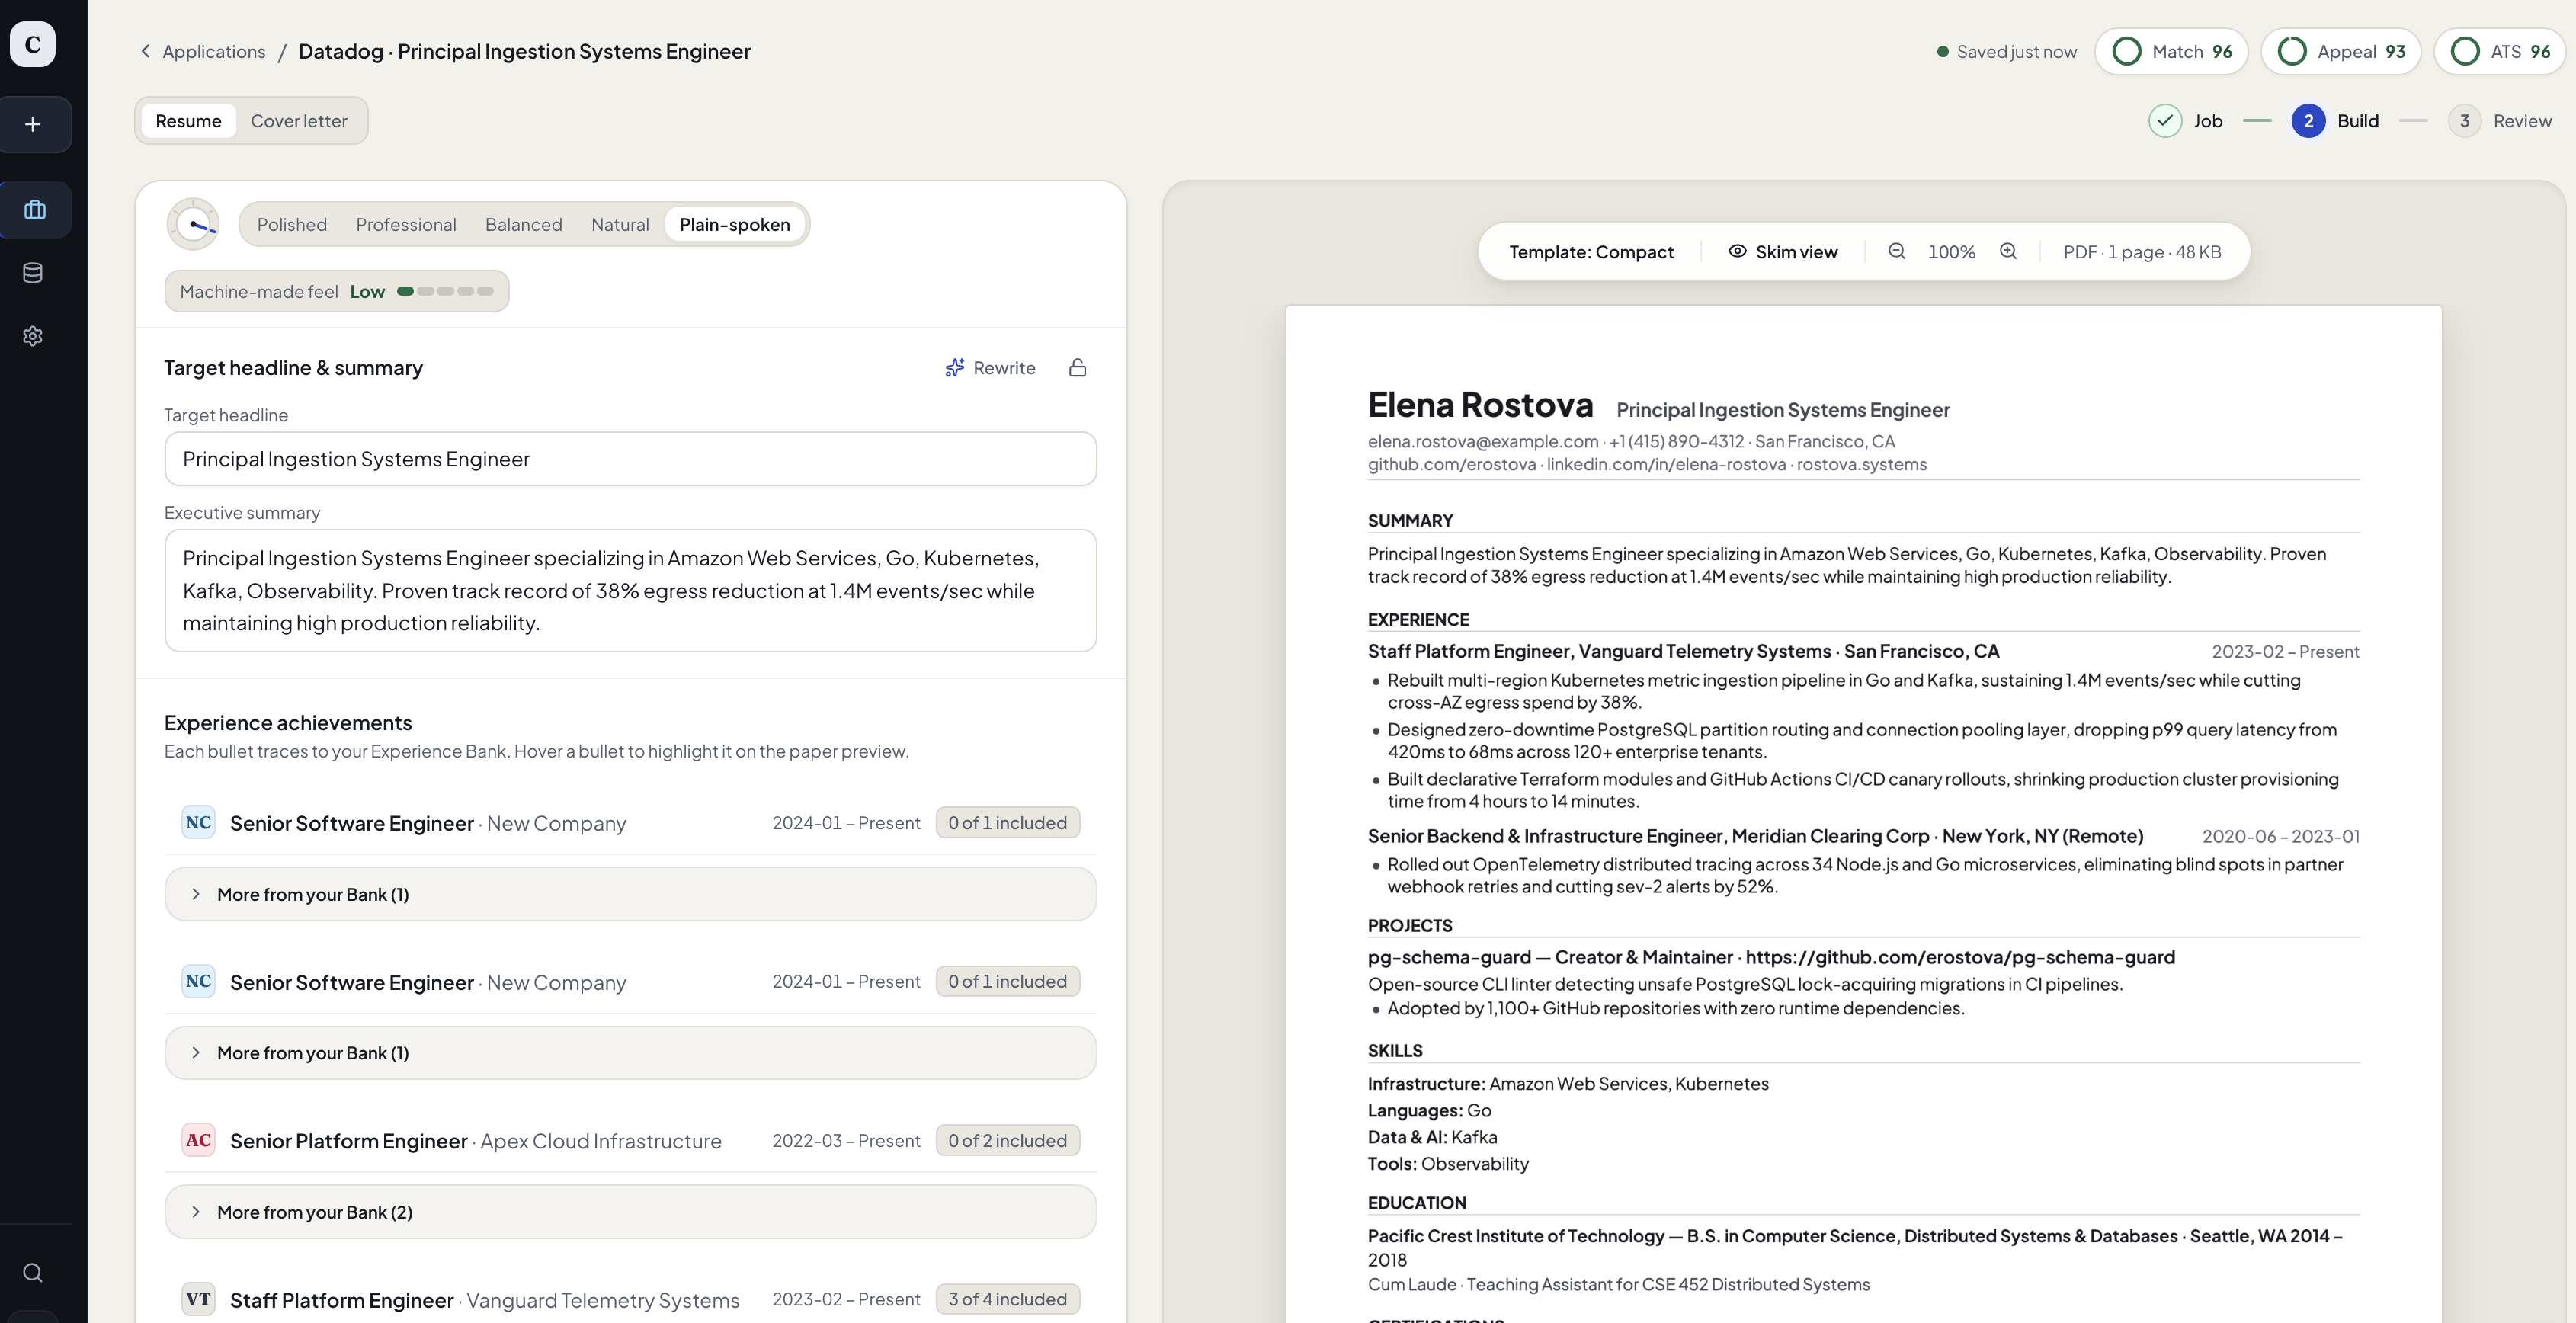 C
Applications / Datadog · Principal Ingestion Systems Engineer
Saved just now
Match 96
Appeal 93
ATS 96
Resume
Cover letter
Job
2 Build
3 Review
Polished
Professional
Balanced
Natural
Plain-spoken
Machine-made feel Low
Target headline & summary
Rewrite
Target headline
Principal Ingestion Systems Engineer
Executive summary
Principal Ingestion Systems Engineer specializing in Amazon Web Services, Go, Kubernetes,
Kafka, Observability. Proven track record of 38% egress reduction at 1.4M events/sec while
maintaining high production reliability.
Experience achievements
Each bullet traces to your Experience Bank. Hover a bullet to highlight it on the paper preview.
NC Senior Software Engineer · New Company 2024-01 – Present 0 of 1 included
More from your Bank (1)
NC Senior Software Engineer · New Company 2024-01 – Present 0 of 1 included
More from your Bank (1)
AC Senior Platform Engineer · Apex Cloud Infrastructure 2022-03 – Present 0 of 2 included
More from your Bank (2)
VT Staff Platform Engineer · Vanguard Telemetry Systems 2023-02 – Present 3 of 4 included
Template: Compact
Skim view
100%
PDF · 1 page · 48 KB
Elena Rostova Principal Ingestion Systems Engineer
elena.rostova@example.com · +1 (415) 890-4312 · San Francisco, CA
github.com/erostova · linkedin.com/in/elena-rostova · rostova.systems
SUMMARY
Principal Ingestion Systems Engineer specializing in Amazon Web Services, Go, Kubernetes, Kafka, Observability. Proven
track record of 38% egress reduction at 1.4M events/sec while maintaining high production reliability.
EXPERIENCE
Staff Platform Engineer, Vanguard Telemetry Systems · San Francisco, CA 2023-02 – Present
• Rebuilt multi-region Kubernetes metric ingestion pipeline in Go and Kafka, sustaining 1.4M events/sec while cutting
cross-AZ egress spend by 38%.
• Designed zero-downtime PostgreSQL partition routing and connection pooling layer, dropping p99 query latency from
420ms to 68ms across 120+ enterprise tenants.
• Built declarative Terraform modules and GitHub Actions CI/CD canary rollouts, shrinking production cluster provisioning
time from 4 hours to 14 minutes.
Senior Backend & Infrastructure Engineer, Meridian Clearing Corp · New York, NY (Remote) 2020-06 – 2023-01
• Rolled out OpenTelemetry distributed tracing across 34 Node.js and Go microservices, eliminating blind spots in partner
webhook retries and cutting sev-2 alerts by 52%.
PROJECTS
pg-schema-guard — Creator & Maintainer · https://github.com/erostova/pg-schema-guard
Open-source CLI linter detecting unsafe PostgreSQL lock-acquiring migrations in CI pipelines.
• Adopted by 1,100+ GitHub repositories with zero runtime dependencies.
SKILLS
Infrastructure: Amazon Web Services, Kubernetes
Languages: Go
Data & AI: Kafka
Tools: Observability
EDUCATION
Pacific Crest Institute of Technology — B.S. in Computer Science, Distributed Systems & Databases · Seattle, WA 2014 –
2018
Cum Laude · Teaching Assistant for CSE 452 Distributed Systems